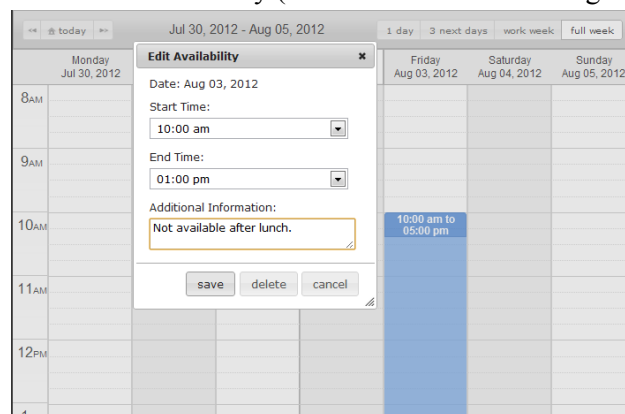 today Jul 30, 2012 - Aug 05, 2012 1 day 3 next days work week full week
Monday
Jul 30, 2012
Friday
Aug 03, 2012
Saturday
Aug 04, 2012
Sunday
Aug 05, 2012
Edit Availability
Date: Aug 03, 2012
Start Time:
10:00 am
End Time:
01:00 pm
Additional Information:
Not available after lunch.
save delete cancel
8AM
9AM
10AM
11AM
12PM
10:00 am to
05:00 pm